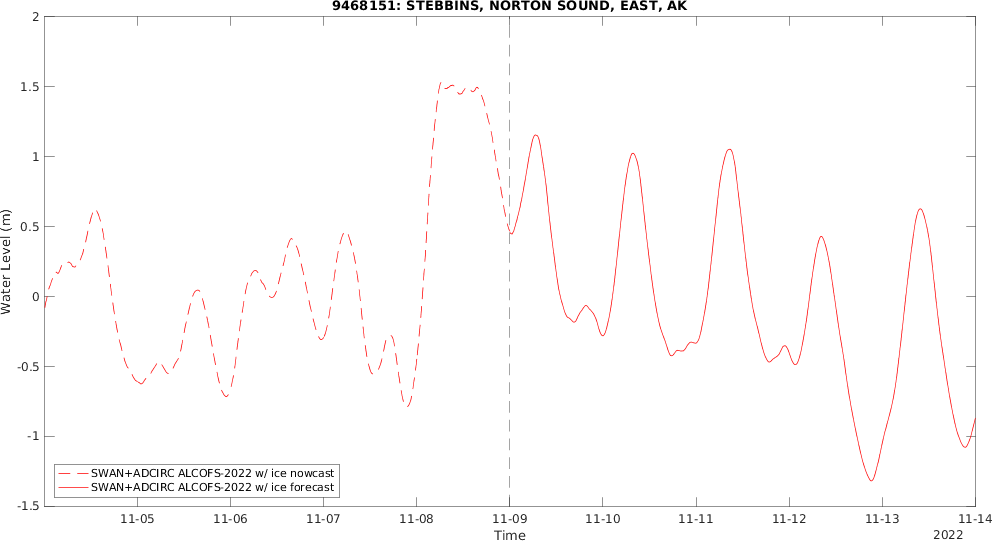 9468151: STEBBINS, NORTON SOUND, EAST, AK
2
1.5
1
0.5
0
-0.5
-1
-1.5
Water Level (m)
SWAN+ADCIRC ALCOFS-2022 w/ ice nowcast
SWAN+ADCIRC ALCOFS-2022 w/ ice forecast
11-05 11-06 11-07 11-08 11-09 11-10 11-11 11-12 11-13 11-14
Time
2022